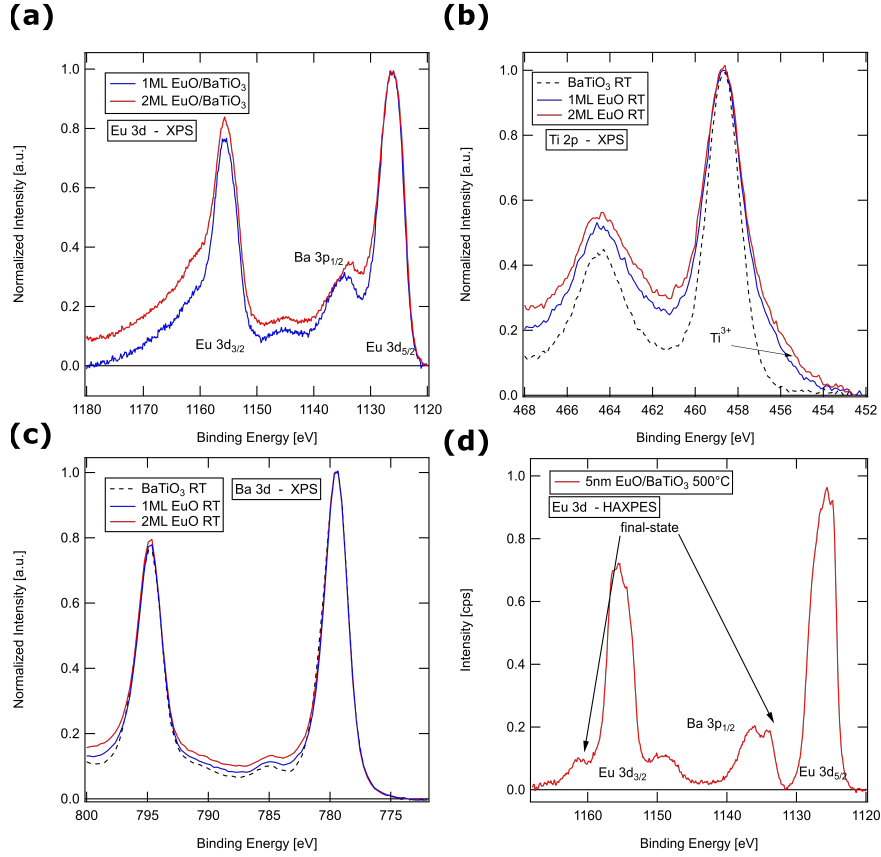 (a)
1ML EuO/BaTiO3
2ML EuO/BaTiO3
Eu 3d - XPS
Ba 3p1/2
Eu 3d3/2
Eu 3d5/2
Normalized Intensity [a.u.]
1.0
0.8
0.6
0.4
0.2
0.0
1180 1170 1160 1150 1140 1130 1120
Binding Energy [eV]
(b)
BaTiO3 RT
1ML EuO RT
2ML EuO RT
Ti 2p - XPS
Ti3+
Normalized Intensity [a.u.]
1.0
0.8
0.6
0.4
0.2
0.0
468 466 464 462 460 458 456 454 452
Binding Energy [eV]
(c)
BaTiO3 RT
1ML EuO RT
2ML EuO RT
Ba 3d - XPS
Normalized Intensity [a.u.]
1.0
0.8
0.6
0.4
0.2
0.0
800 795 790 785 780 775
Binding Energy [eV]
(d)
5nm EuO/BaTiO3 500°C
Eu 3d - HAXPES
final-state
Ba 3p1/2
Eu 3d3/2
Eu 3d5/2
Intensity [cps]
1.0
0.8
0.6
0.4
0.2
0.0
1160 1150 1140 1130 1120
Binding Energy [eV]